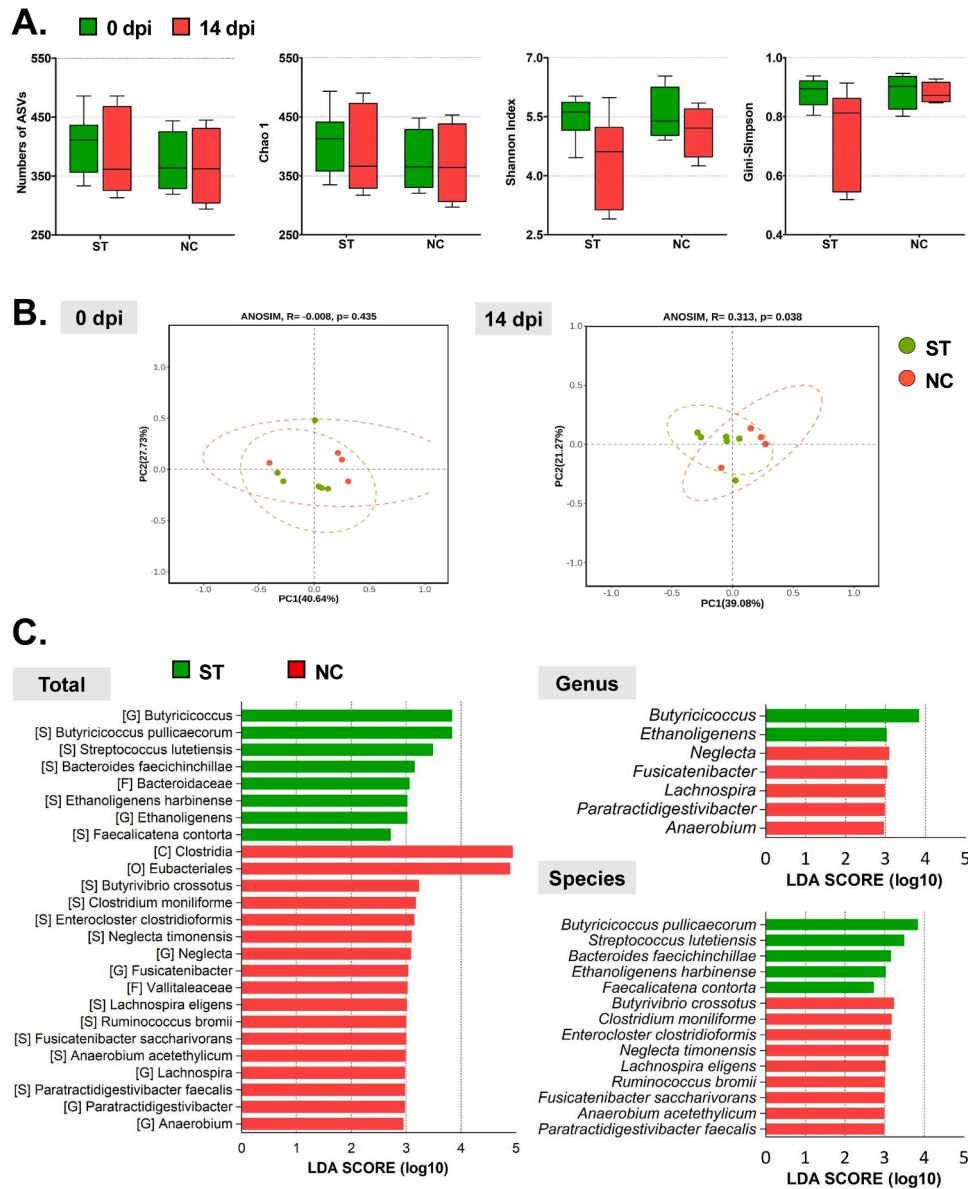 A.
0 dpi 14 dpi
Numbers of ASVs
550
450
350
250
ST NC
Chao 1
550
450
350
250
ST NC
Shannon Index
7.0
5.5
4.0
2.5
ST NC
Gini-Simpson
1.0
0.8
0.6
0.4
ST NC
B.
0 dpi
ANOSIM, R= -0.008, p= 0.435
PC2(27.73%)
1.0
0.5
0.0
-0.5
-1.0
-1.0 -0.5 0.0 0.5 1.0
PC1(40.64%)
14 dpi
ANOSIM, R= 0.313, p= 0.038
PC2(21.27%)
1.0
0.5
0.0
-0.5
-1.0
-1.0 -0.5 0.0 0.5 1.0
PC1(39.08%)
ST
NC
C.
Total
ST NC
[G] Butyricicoccus
[S] Butyricicoccus pullicaecorum
[S] Streptococcus lutetiensis
[S] Bacteroides faecichinchillae
[F] Bacteroidaceae
[S] Ethanoligenens harbinense
[G] Ethanoligenens
[S] Faecalicatena contorta
[C] Clostridia
[O] Eubacteriales
[S] Butyrivibrio crossotus
[S] Clostridium moniliforme
[S] Enterocloster clostridioformis
[S] Neglecta timonensis
[G] Neglecta
[G] Fusicatenibacter
[F] Vallitaleaceae
[S] Lachnospira eligens
[S] Ruminococcus bromii
[S] Fusicatenibacter saccharivorans
[S] Anaerobium acetethylicum
[G] Lachnospira
[S] Paratractidigestivibacter faecalis
[G] Paratractidigestivibacter
[G] Anaerobium
0 1 2 3 4 5
LDA SCORE (log10)
Genus
Butyricicoccus
Ethanoligenens
Neglecta
Fusicatenibacter
Lachnospira
Paratractidigestivibacter
Anaerobium
0 1 2 3 4 5
LDA SCORE (log10)
Species
Butyricicoccus pullicaecorum
Streptococcus lutetiensis
Bacteroides faecichinchillae
Ethanoligenens harbinense
Faecalicatena contorta
Butyrivibrio crossotus
Clostridium moniliforme
Enterocloster clostridioformis
Neglecta timonensis
Lachnospira eligens
Ruminococcus bromii
Fusicatenibacter saccharivorans
Anaerobium acetethylicum
Paratractidigestivibacter faecalis
0 1 2 3 4 5
LDA SCORE (log10)